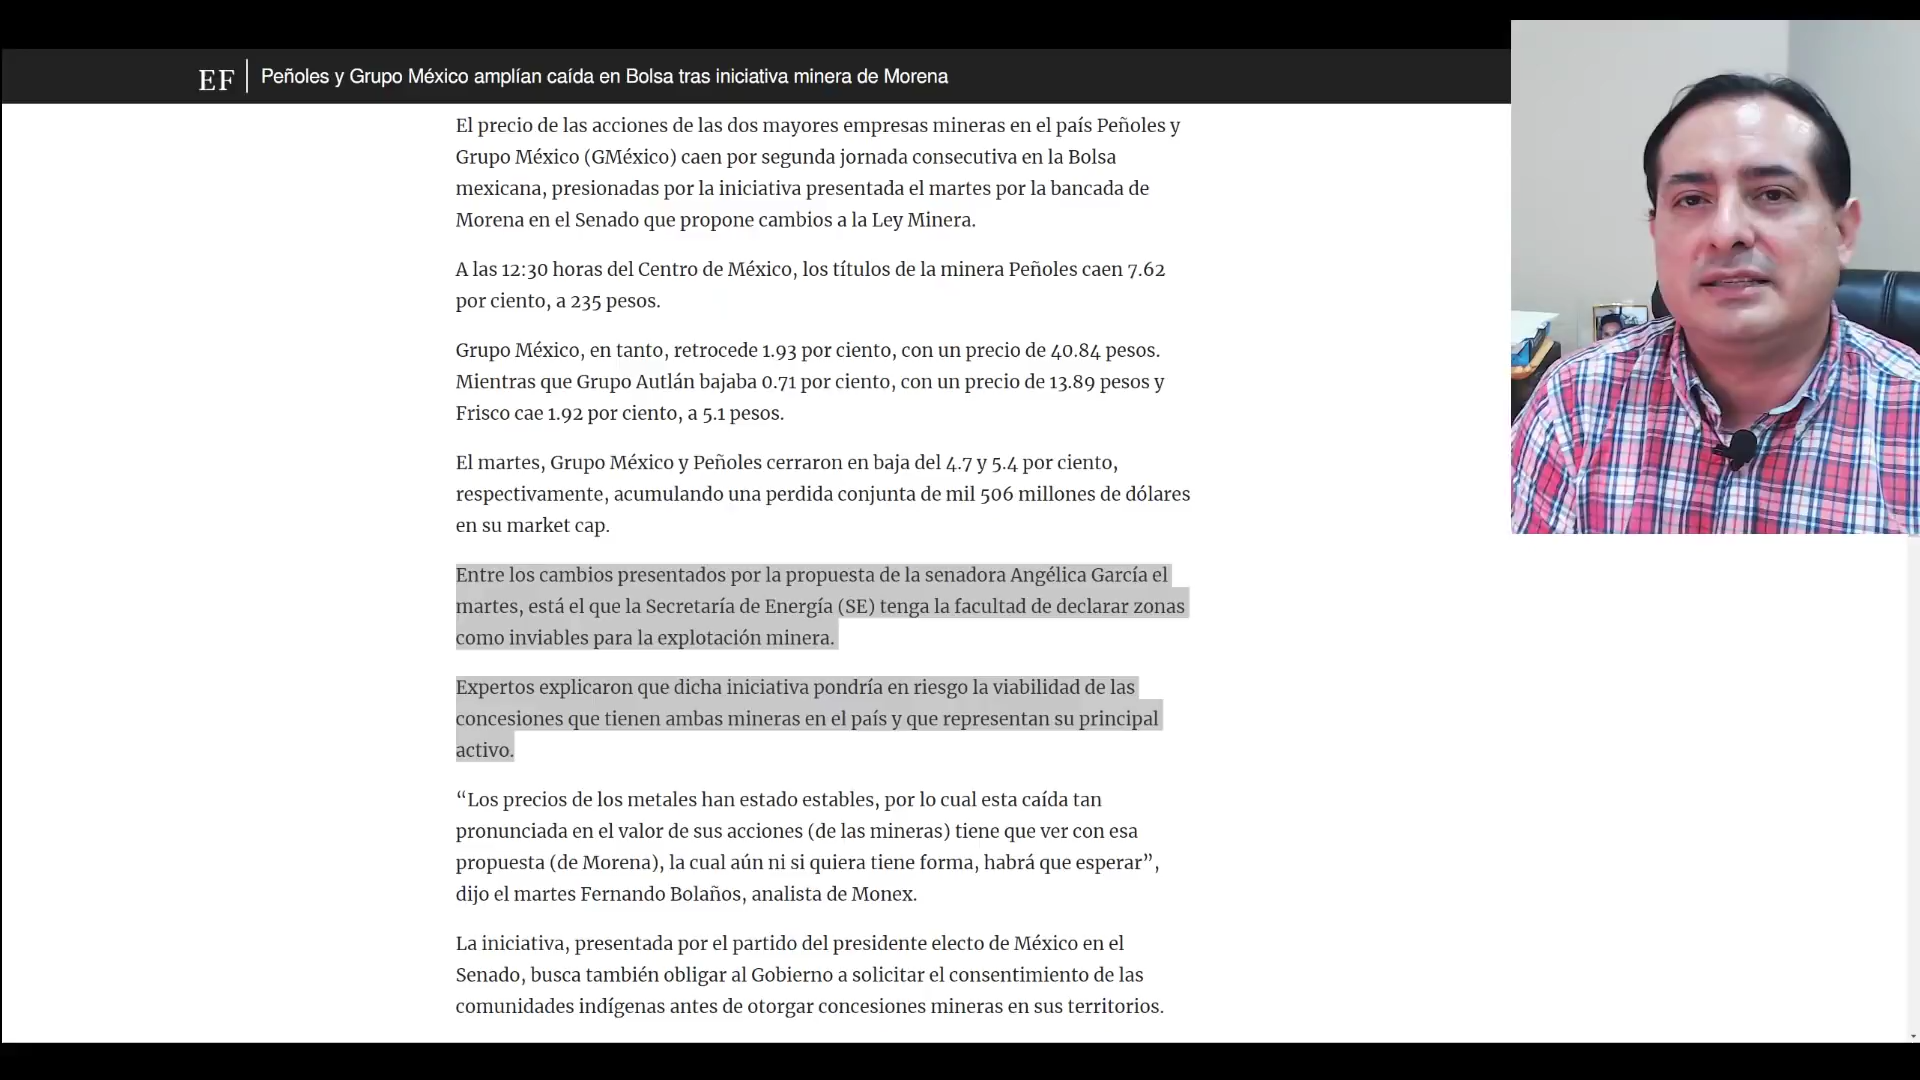 EF | Peñoles y Grupo México amplían caída en Bolsa tras iniciativa minera de Morena
El precio de las acciones de las dos mayores empresas mineras en el país Peñoles y
Grupo México (GMéxico) caen por segunda jornada consecutiva en la Bolsa
mexicana, presionadas por la iniciativa presentada el martes por la bancada de
Morena en el Senado que propone cambios a la Ley Minera.
A las 12:30 horas del Centro de México, los títulos de la minera Peñoles caen 7.62
por ciento, a 235 pesos.
Grupo México, en tanto, retrocede 1.93 por ciento, con un precio de 40.84 pesos.
Mientras que Grupo Autlán bajaba 0.71 por ciento, con un precio de 13.89 pesos y
Frisco cae 1.92 por ciento, a 5.1 pesos.
El martes, Grupo México y Peñoles cerraron en baja del 4.7 y 5.4 por ciento,
respectivamente, acumulando una perdida conjunta de mil 506 millones de dólares
en su market cap.
Entre los cambios presentados por la propuesta de la senadora Angélica García el
martes, está el que la Secretaría de Energía (SE) tenga la facultad de declarar zonas
como inviables para la explotación minera.
Expertos explicaron que dicha iniciativa pondría en riesgo la viabilidad de las
concesiones que tienen ambas mineras en el país y que representan su principal
activo.
“Los precios de los metales han estado estables, por lo cual esta caída tan
pronunciada en el valor de sus acciones (de las mineras) tiene que ver con esa
propuesta (de Morena), la cual aún ni si quiera tiene forma, habrá que esperar”,
dijo el martes Fernando Bolaños, analista de Monex.
La iniciativa, presentada por el partido del presidente electo de México en el
Senado, busca también obligar al Gobierno a solicitar el consentimiento de las
comunidades indígenas antes de otorgar concesiones mineras en sus territorios.